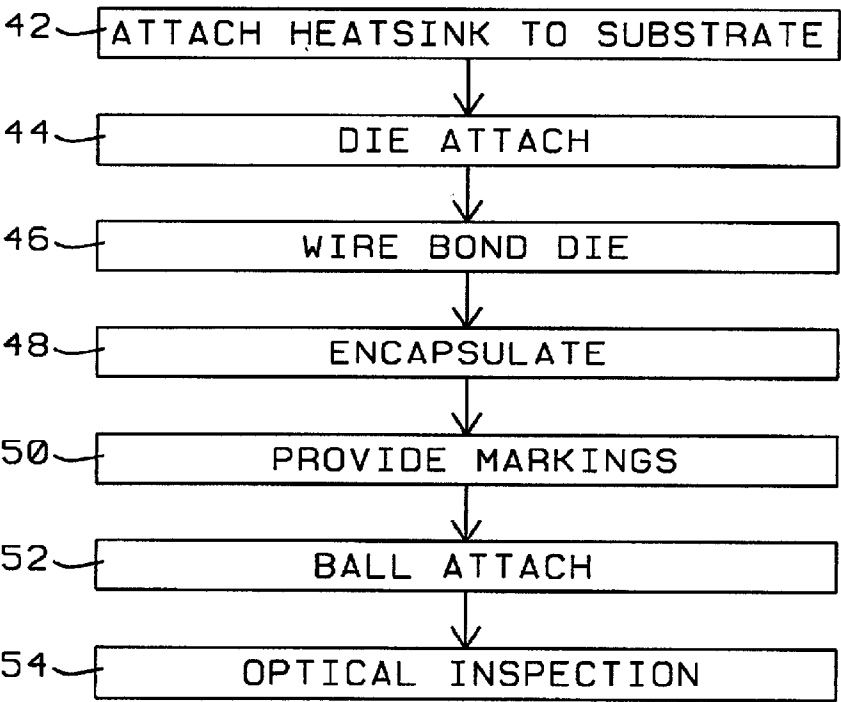 42 ATTACH HEATSINK TO SUBSTRATE
44 DIE ATTACH
46 WIRE BOND DIE
48 ENCAPSULATE
50 PROVIDE MARKINGS
52 BALL ATTACH
54 OPTICAL INSPECTION